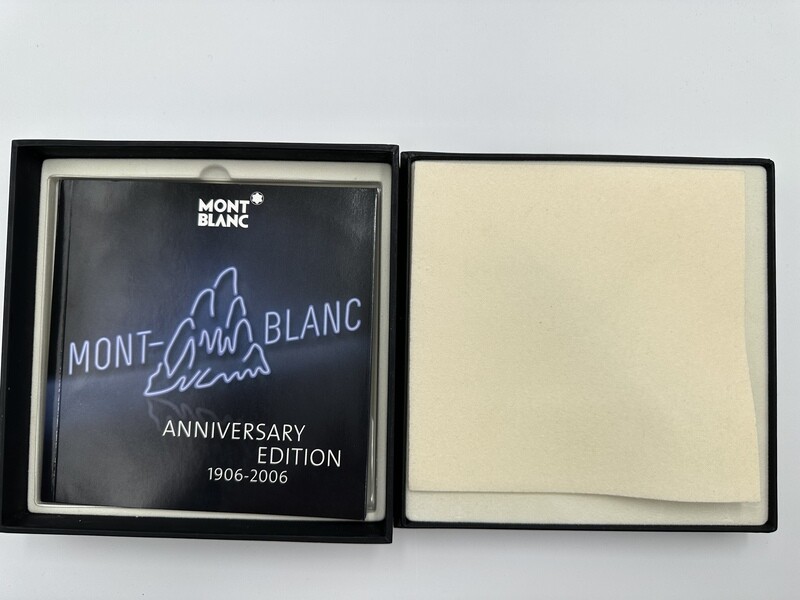 MONT
BLANC
MONT-BLANC
ANNIVERSARY
EDITION
1906-2006